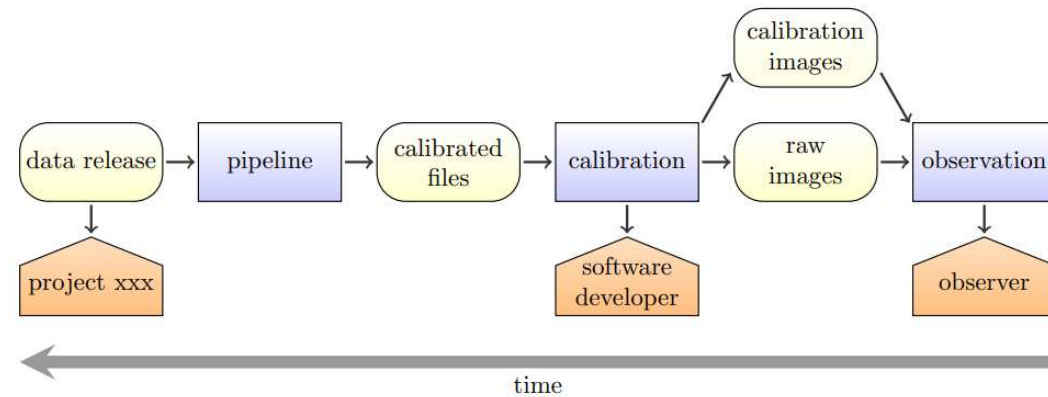 calibration
images
data release
pipeline
calibrated
files
calibration
raw
images
observation
project xxx
software
developer
observer
time